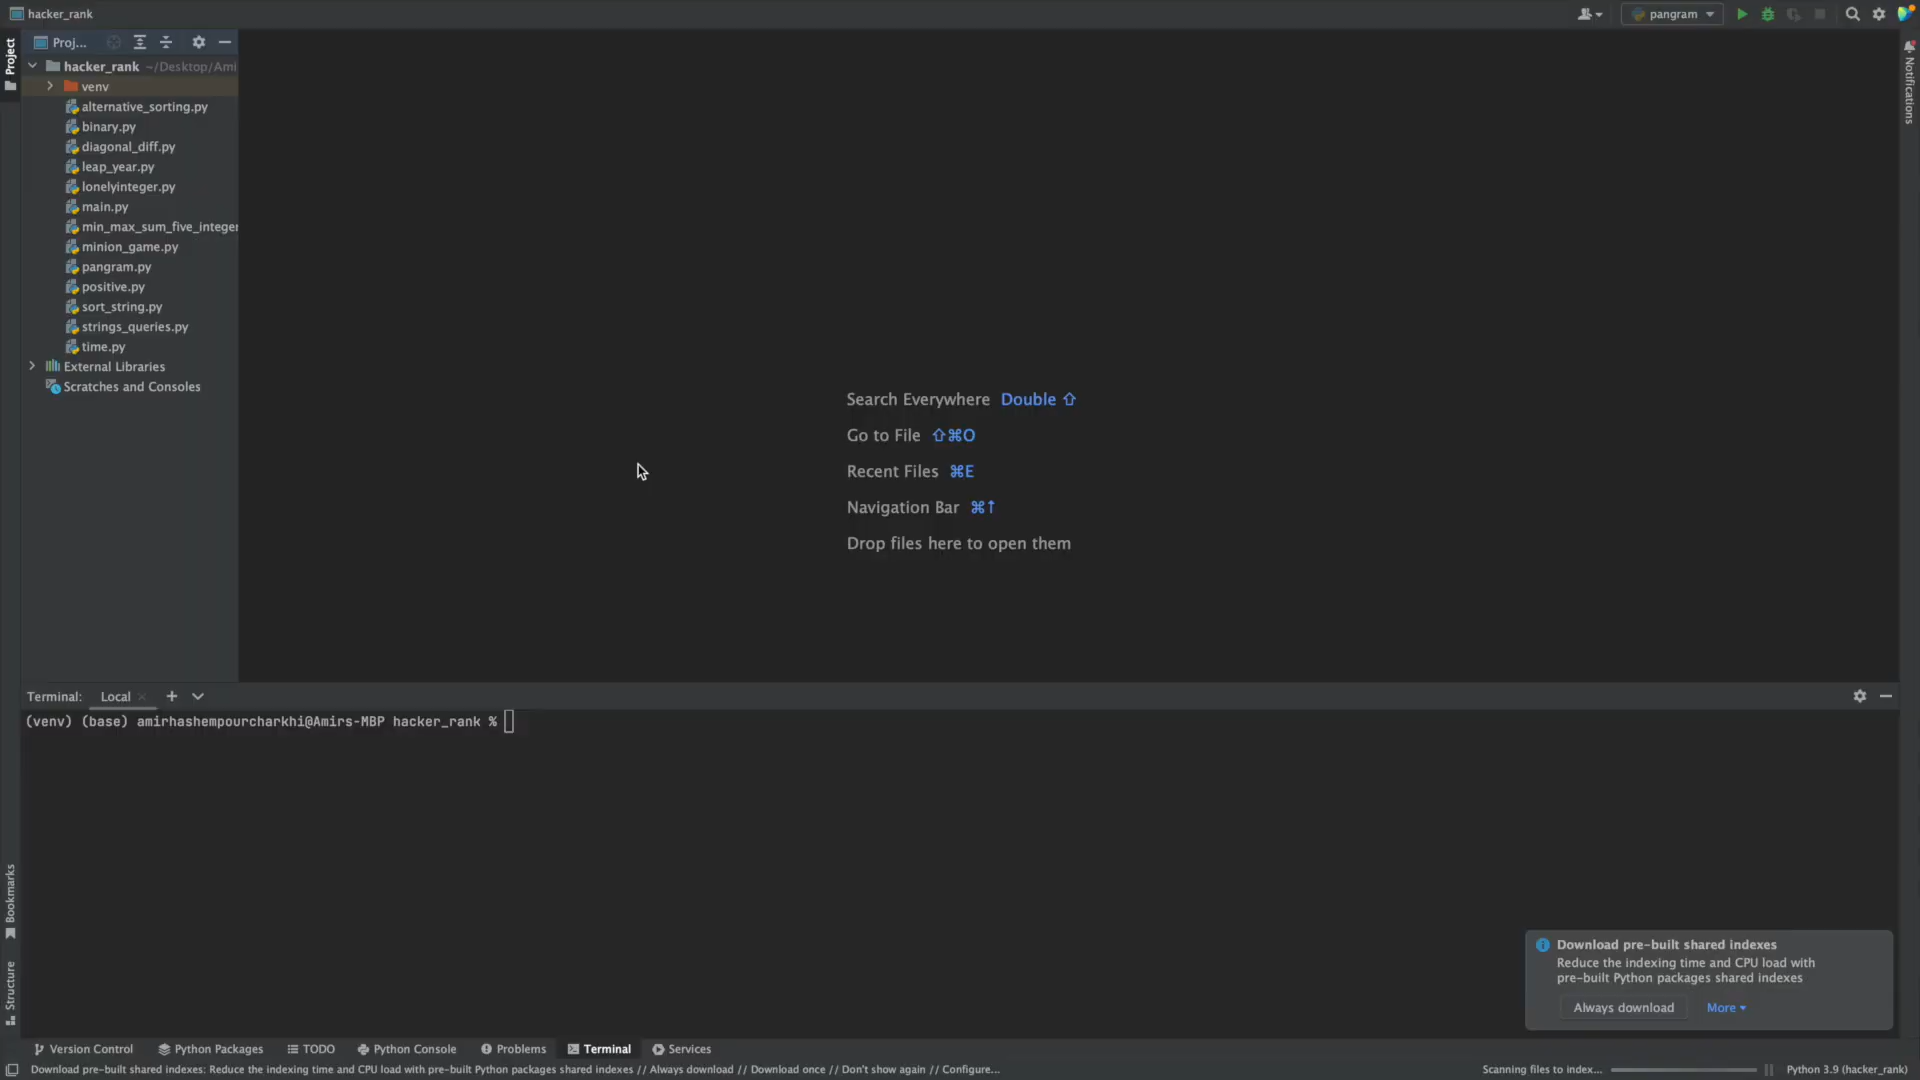 hacker_rank
pangram
Project
Proj...
hacker_rank ~/Desktop/Ami
venv
alternative_sorting.py
binary.py
diagonal_diff.py
leap_year.py
lonelyinteger.py
main.py
min_max_sum_five_integer
minion_game.py
pangram.py
positive.py
sort_string.py
strings_queries.py
time.py
External Libraries
Scratches and Consoles
Notifications
Search Everywhere Double ⇧
Go to File ⇧⌘O
Recent Files ⌘E
Navigation Bar ⌘↑
Drop files here to open them
Terminal: Local
(venv) (base) amirhashempourcharkhi@Amirs-MBP hacker_rank %
Bookmarks
Structure
Download pre-built shared indexes
Reduce the indexing time and CPU load with
pre-built Python packages shared indexes
Always download More
Version Control Python Packages TODO Python Console Problems Terminal Services
Download pre-built shared indexes: Reduce the indexing time and CPU load with pre-built Python packages shared indexes // Always download // Download once // Don't show again // Configure... Scanning files to index... Python 3.9 (hacker_rank)